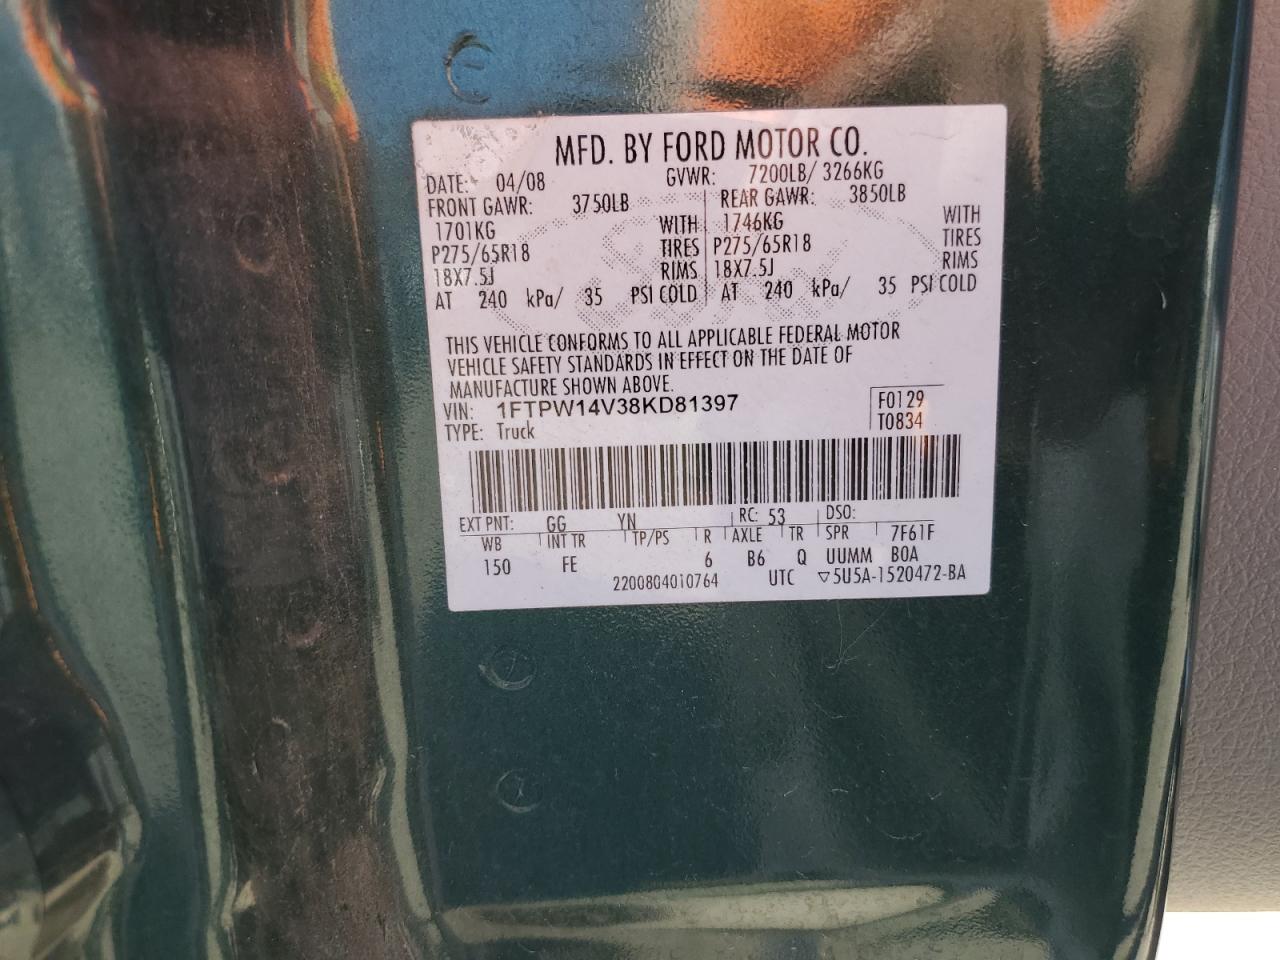 MFD. BY FORD MOTOR CO.
DATE: 04/08 GVWR: 7200LB/ 3266KG
FRONT GAWR: 3750LB REAR GAWR: 3850LB
1701KG WITH 1746KG WITH
P275/65R18 TIRES P275/65R18 TIRES
18X7.5J RIMS 18X7.5J RIMS
AT 240 kPa/ 35 PSI COLD AT 240 kPa/ 35 PSI COLD
THIS VEHICLE CONFORMS TO ALL APPLICABLE FEDERAL MOTOR
VEHICLE SAFETY STANDARDS IN EFFECT ON THE DATE OF
MANUFACTURE SHOWN ABOVE.
VIN: 1FTPW14V38KD81397 F0129
TYPE: Truck T0834
EXT PNT: GG YN RC: 53 DSO:
WB INT TR TP/PS R AXLE TR SPR 7F61F
150 FE 6 B6 Q UUMM B0A
2200804010764 UTC ▽5U5A-1520472-BA